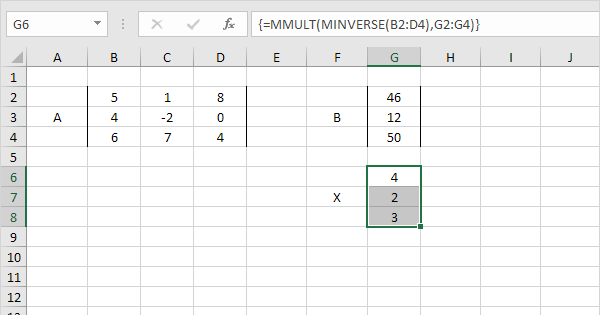 G6 {=MMULT(MINVERSE(B2:D4),G2:G4)}
A B C D E F G H I J
1
2 5 1 8 46
3 A 4 -2 0 B 12
4 6 7 4 50
5
6 4
7 X 2
8 3
9
10
11
12
13